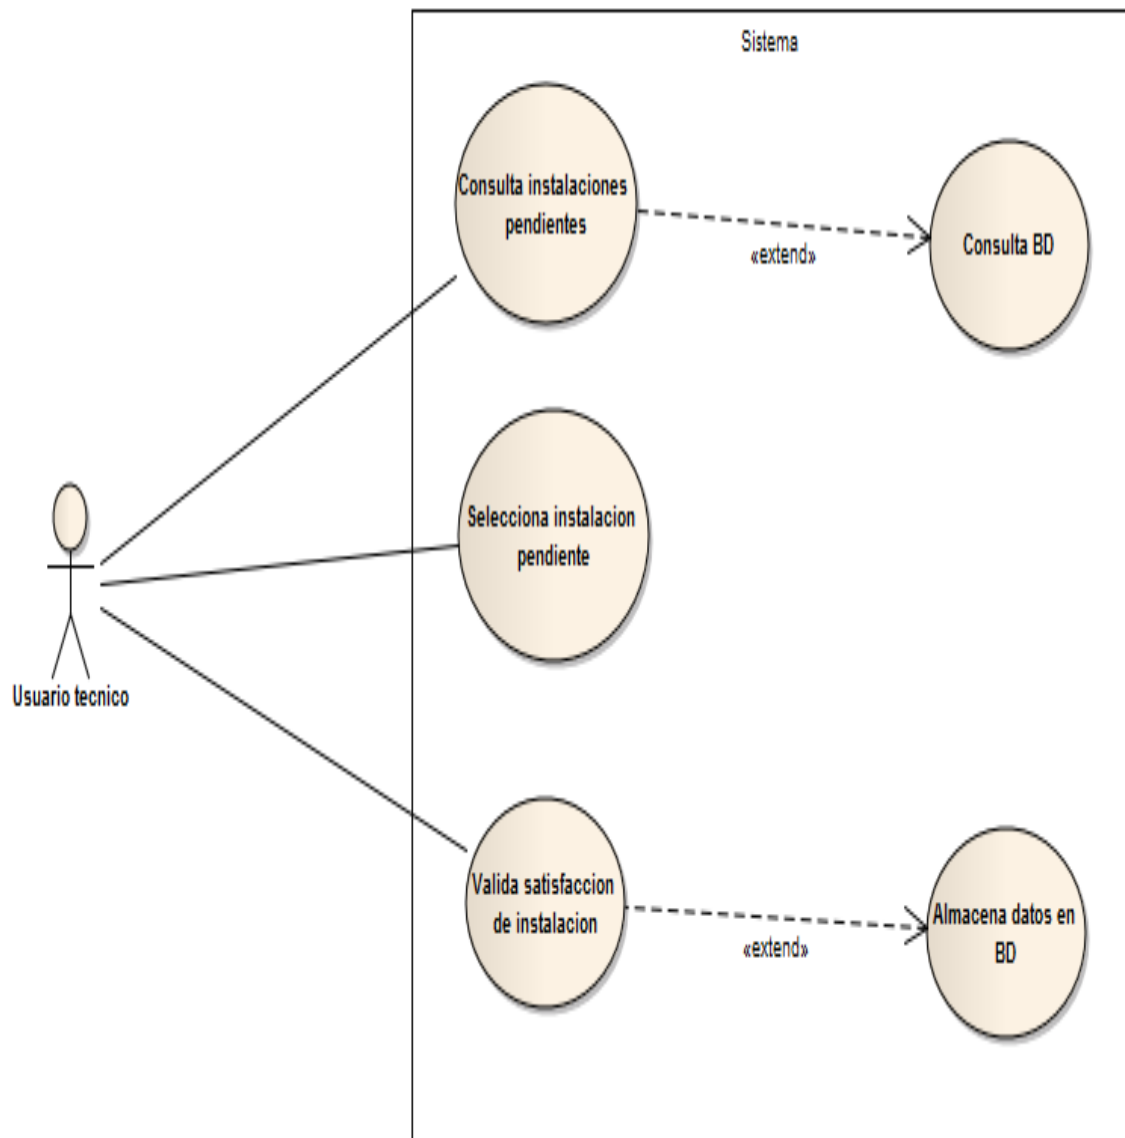 Sistema
Consulta instalaciones
pendientes
«extend»
Consulta BD
Selecciona instalacion
pendiente
Usuario tecnico
Valida satisfaccion
de instalacion
«extend»
Almacena datos en
BD